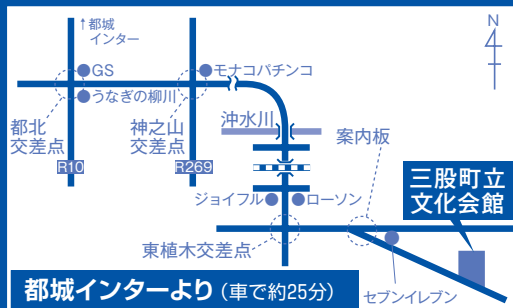 ↑都城
インター
N
GS
モナコパチンコ
うなぎの柳川
都北
交差点
神之山
交差点
沖水川
案内板
R10
R269
三股町立
文化会館
ジョイフル
ローソン
東植木交差点
都城インターより（車で約25分）
セブンイレブン